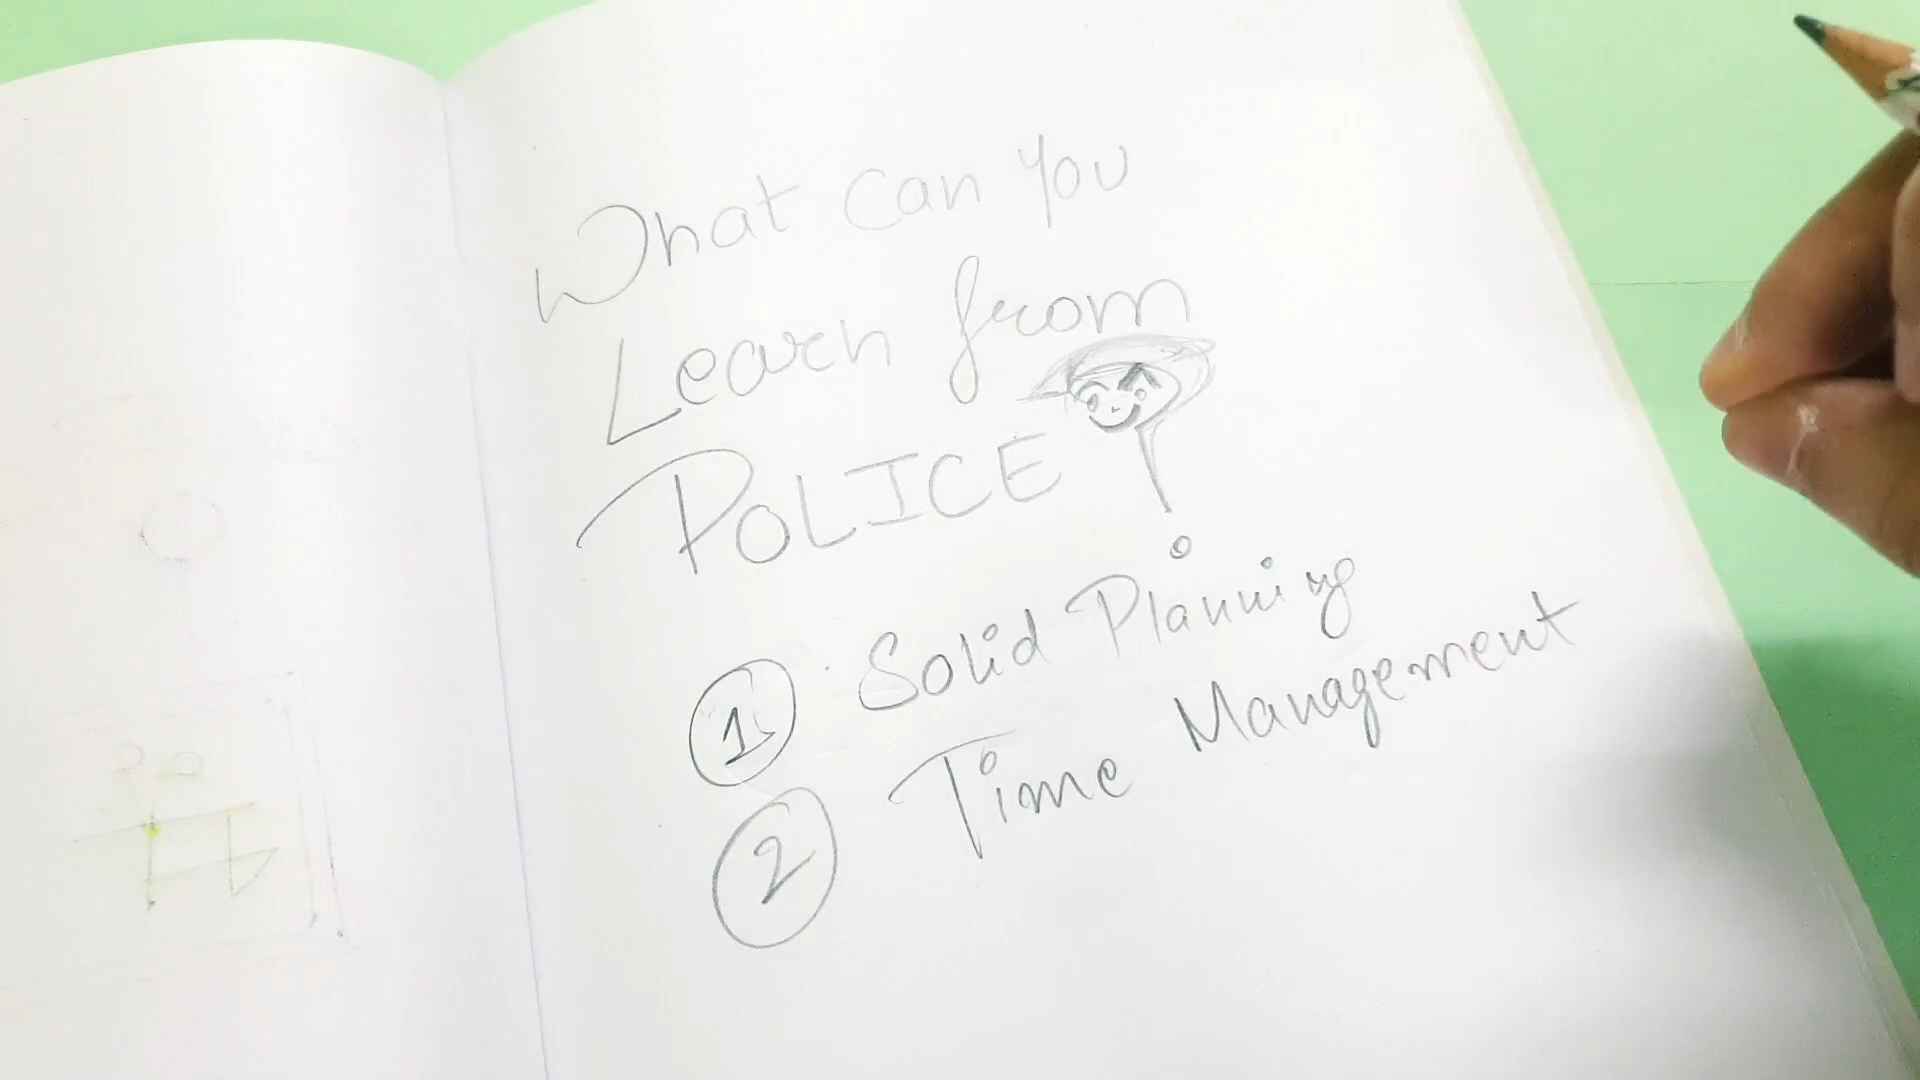 What Can You
Learn from
POLICE?
1 Solid Planning
2 Time Management